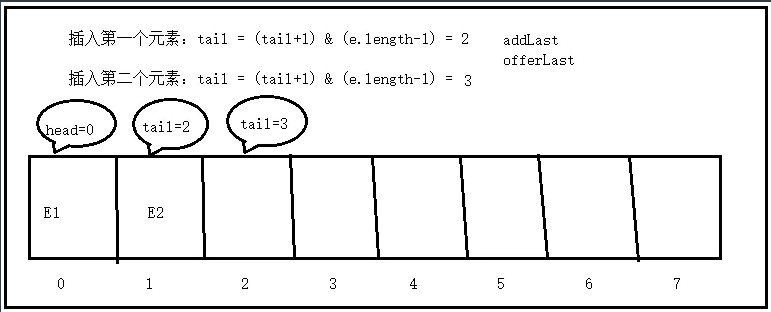 插入第一个元素：tail = (tail+1) & (e.length-1) = 2
addLast
offerLast
插入第二个元素：tail = (tail+1) & (e.length-1) = 3
head=0 tail=2 tail=3
E1 E2
0 1 2 3 4 5 6 7